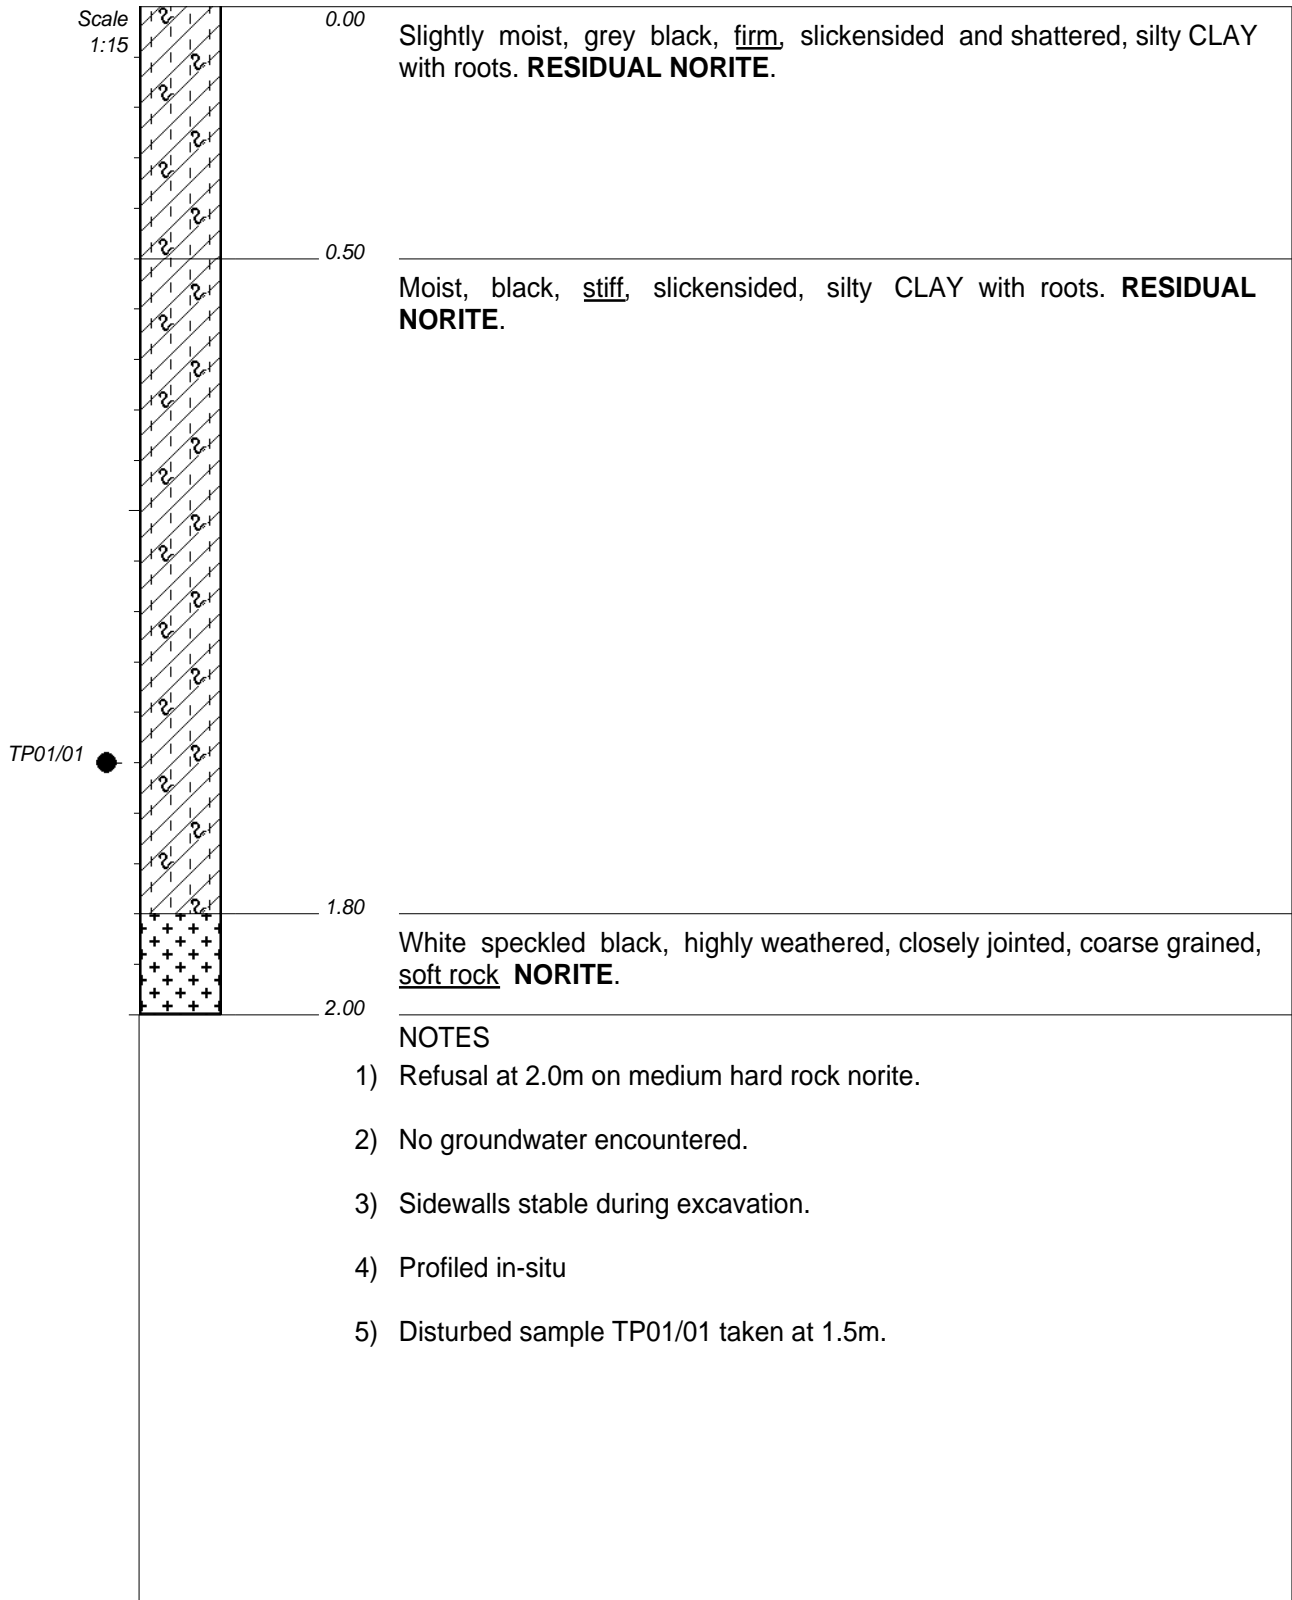 Scale
1:15
0.00
Slightly moist, grey black, firm, slickensided and shattered, silty CLAY
with roots. RESIDUAL NORITE.
0.50
Moist, black, stiff, slickensided, silty CLAY with roots. RESIDUAL
NORITE.
TP01/01
1.80
White speckled black, highly weathered, closely jointed, coarse grained,
soft rock NORITE.
2.00
NOTES
1) Refusal at 2.0m on medium hard rock norite.
2) No groundwater encountered.
3) Sidewalls stable during excavation.
4) Profiled in-situ
5) Disturbed sample TP01/01 taken at 1.5m.